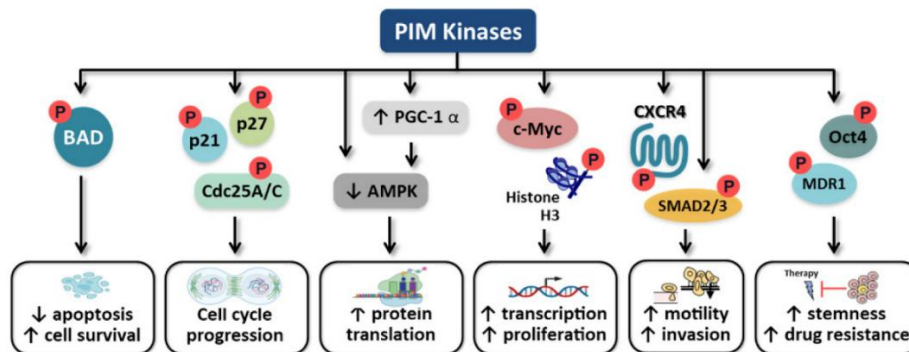 PIM Kinases
P
BAD
P
p21
P
p27
P
Cdc25A/C
↑ PGC-1 α
↓ AMPK
P
c-Myc
P
Histone
H3
CXCR4
P
P
SMAD2/3
P
Oct4
P
MDR1
↓ apoptosis
↑ cell survival
Cell cycle
progression
↑ protein
translation
↑ transcription
↑ proliferation
↑ motility
↑ invasion
Therapy
↑ stemness
↑ drug resistance